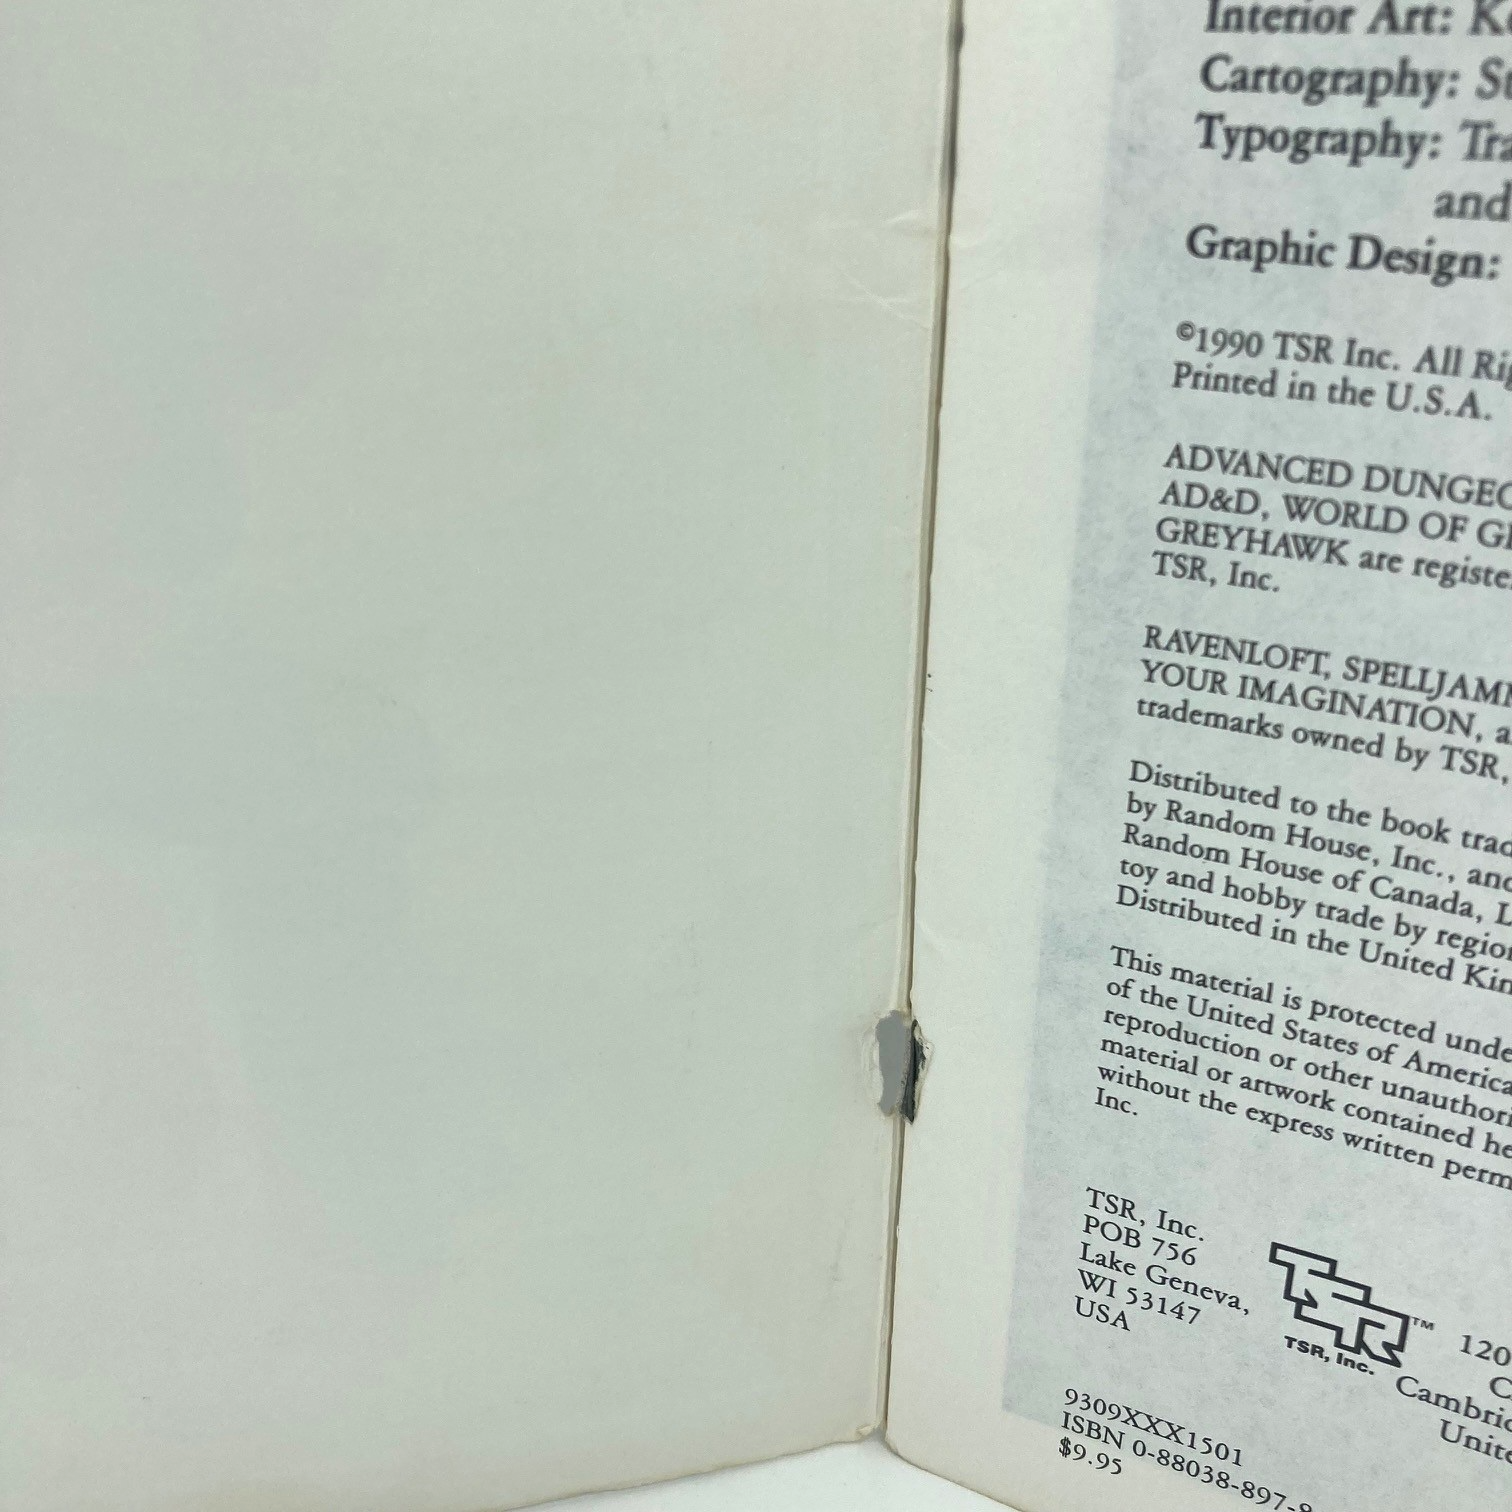 Interior Art:
Cartography:
Typography:
and
Graphic Design:
©1990 TSR Inc. All
Printed in the U.S.A.
ADVANCED
AD&D, WORLD OF
GREYHAWK are
TSR, Inc.
RAVENLOFT,
YOUR IMAGINATION,
trademarks owned by TSR,
Distributed to the book
by Random House, Inc.,
Random House of Canada,
toy and hobby trade by
Distributed in the United
This material is protected
of the United States of
reproduction or other
material or artwork contained
without the express written
Inc.
TSR, Inc.
POB 756
Lake Geneva,
WI 53147
USA
TSR™
TSR, Inc.
120
9309XXX1501
ISBN 0-88038-897-8
$9.95